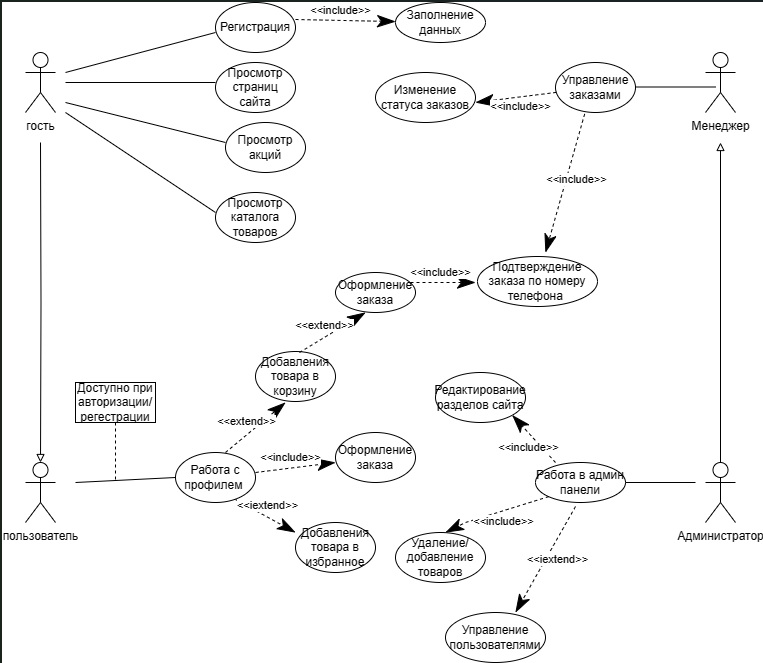 Регистрация
<<include>>
Заполнение
данных
гость
Просмотр
страниц
сайта
Изменение
статуса заказов
<<include>>
Управление
заказами
Менеджер
Просмотр
акций
<<include>>
Просмотр
каталога
товаров
Оформление
заказа
<<include>>
Подтверждение
заказа по номеру
телефона
<<extend>>
Добавления
товара в
корзину
Доступно при
авторизации/
регестрации
<<extend>>
Редактирование
разделов сайта
пользователь
Работа с
профилем
<<include>>
Оформление
заказа
<<include>>
Работа в админ
панели
Администратор
<<iextend>>
Добавления
товара в
избранное
<<include>>
Удаление/
добавление
товаров
<<iextend>>
Управление
пользователями